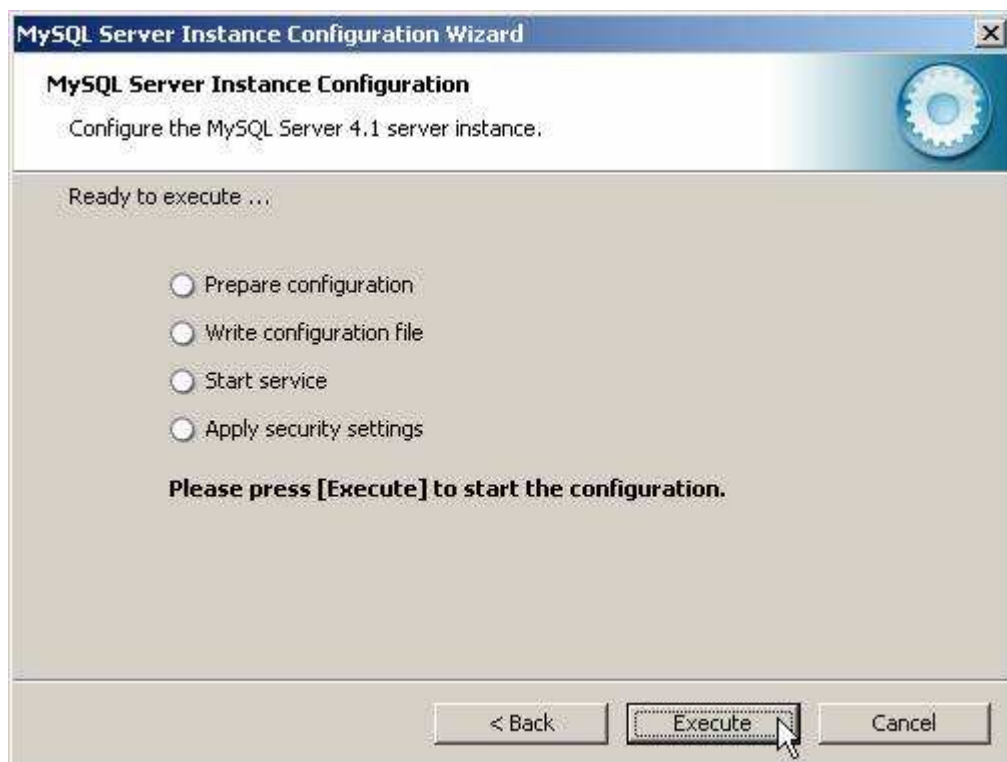 MySQL Server Instance Configuration Wizard
MySQL Server Instance Configuration
Configure the MySQL Server 4.1 server instance.
Ready to execute ...
Prepare configuration
Write configuration file
Start service
Apply security settings
Please press [Execute] to start the configuration.
< Back Execute Cancel